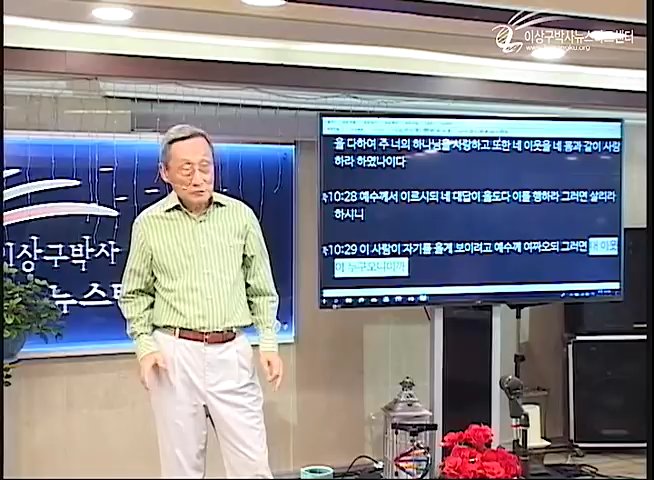 이상구박사뉴스타트센터
을 다하여 주 너의 하나님을 사랑하고 또한 네 이웃을 네 몸과 같이 사랑
하라 하였나이다
10:28 예수께서 이르시되 네 대답이 옳도다 이를 행하라 그러면 살리라
하시니
10:29 이 사람이 자기를 옳게 보이려고 예수께 여짜오되 그러면 내 이웃
이 누구오니이까
이상구박사
뉴스